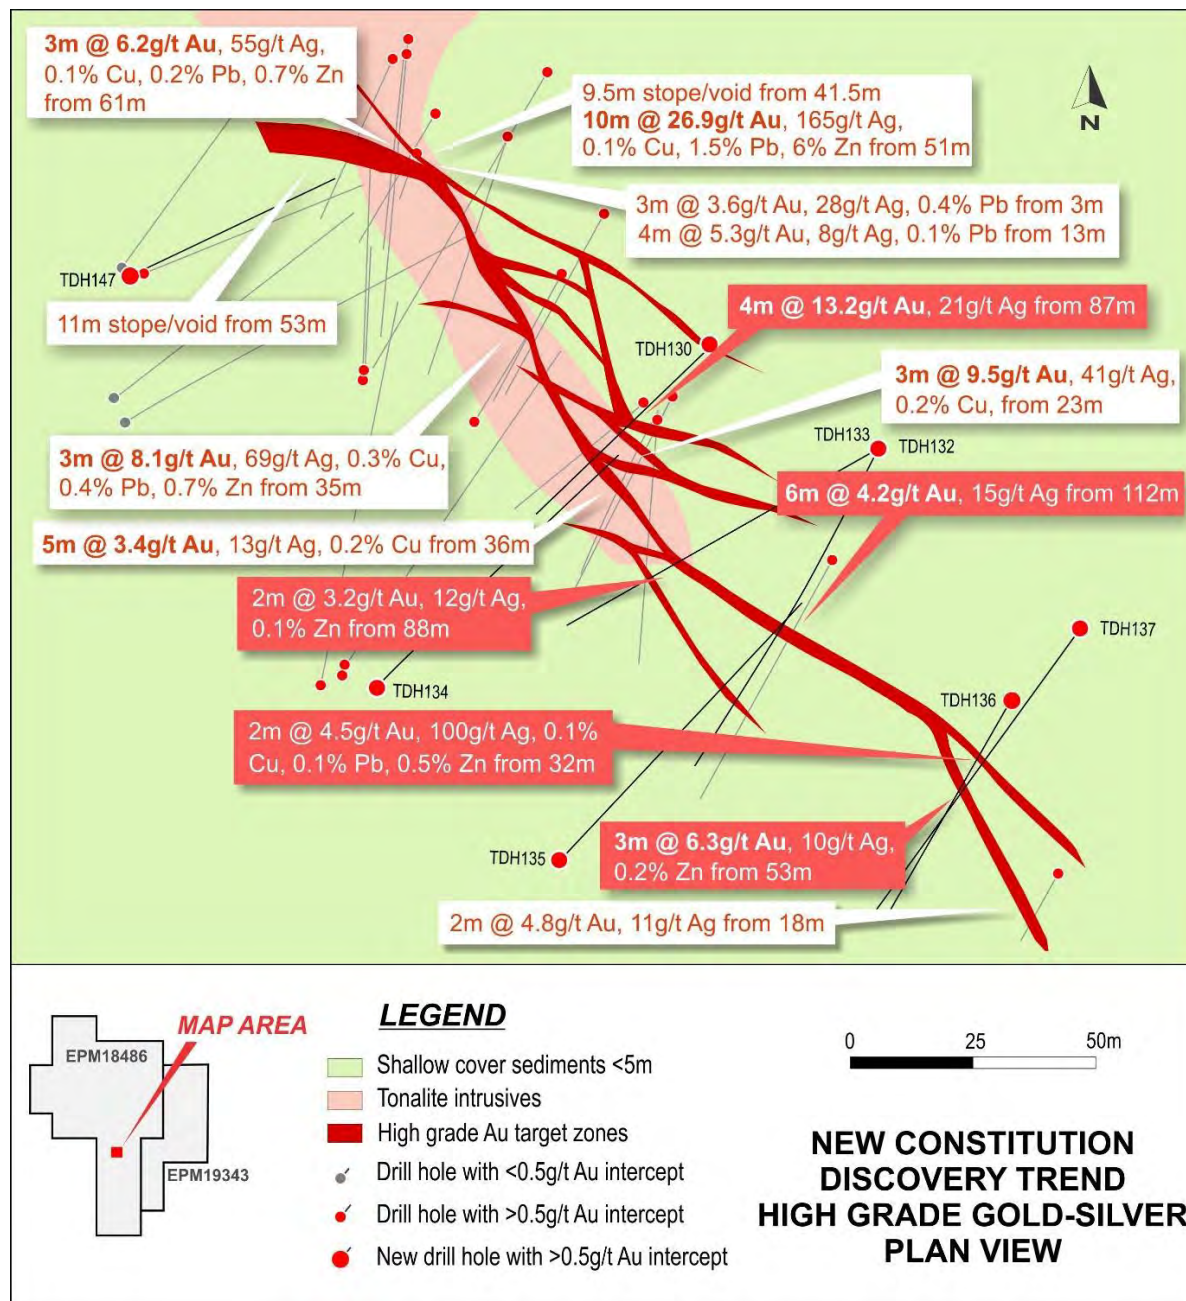 3m @ 6.2g/t Au, 55g/t Ag,
0.1% Cu, 0.2% Pb, 0.7% Zn
from 61m
9.5m stope/void from 41.5m
10m @ 26.9g/t Au, 165g/t Ag,
0.1% Cu, 1.5% Pb, 6% Zn from 51m
N
3m @ 3.6g/t Au, 28g/t Ag, 0.4% Pb from 3m
4m @ 5.3g/t Au, 8g/t Ag, 0.1% Pb from 13m
TDH147
11m stope/void from 53m
4m @ 13.2g/t Au, 21g/t Ag from 87m
TDH130
3m @ 9.5g/t Au, 41g/t Ag,
0.2% Cu, from 23m
TDH133
TDH132
3m @ 8.1g/t Au, 69g/t Ag, 0.3% Cu,
0.4% Pb, 0.7% Zn from 35m
6m @ 4.2g/t Au, 15g/t Ag from 112m
5m @ 3.4g/t Au, 13g/t Ag, 0.2% Cu from 36m
2m @ 3.2g/t Au, 12g/t Ag,
0.1% Zn from 88m
TDH137
TDH134
TDH136
2m @ 4.5g/t Au, 100g/t Ag, 0.1%
Cu, 0.1% Pb, 0.5% Zn from 32m
TDH135
3m @ 6.3g/t Au, 10g/t Ag,
0.2% Zn from 53m
2m @ 4.8g/t Au, 11g/t Ag from 18m
MAP AREA
EPM18486
EPM19343
LEGEND
Shallow cover sediments <5m
Tonalite intrusives
High grade Au target zones
Drill hole with <0.5g/t Au intercept
Drill hole with >0.5g/t Au intercept
New drill hole with >0.5g/t Au intercept
0 25 50m
NEW CONSTITUTION
DISCOVERY TREND
HIGH GRADE GOLD-SILVER
PLAN VIEW